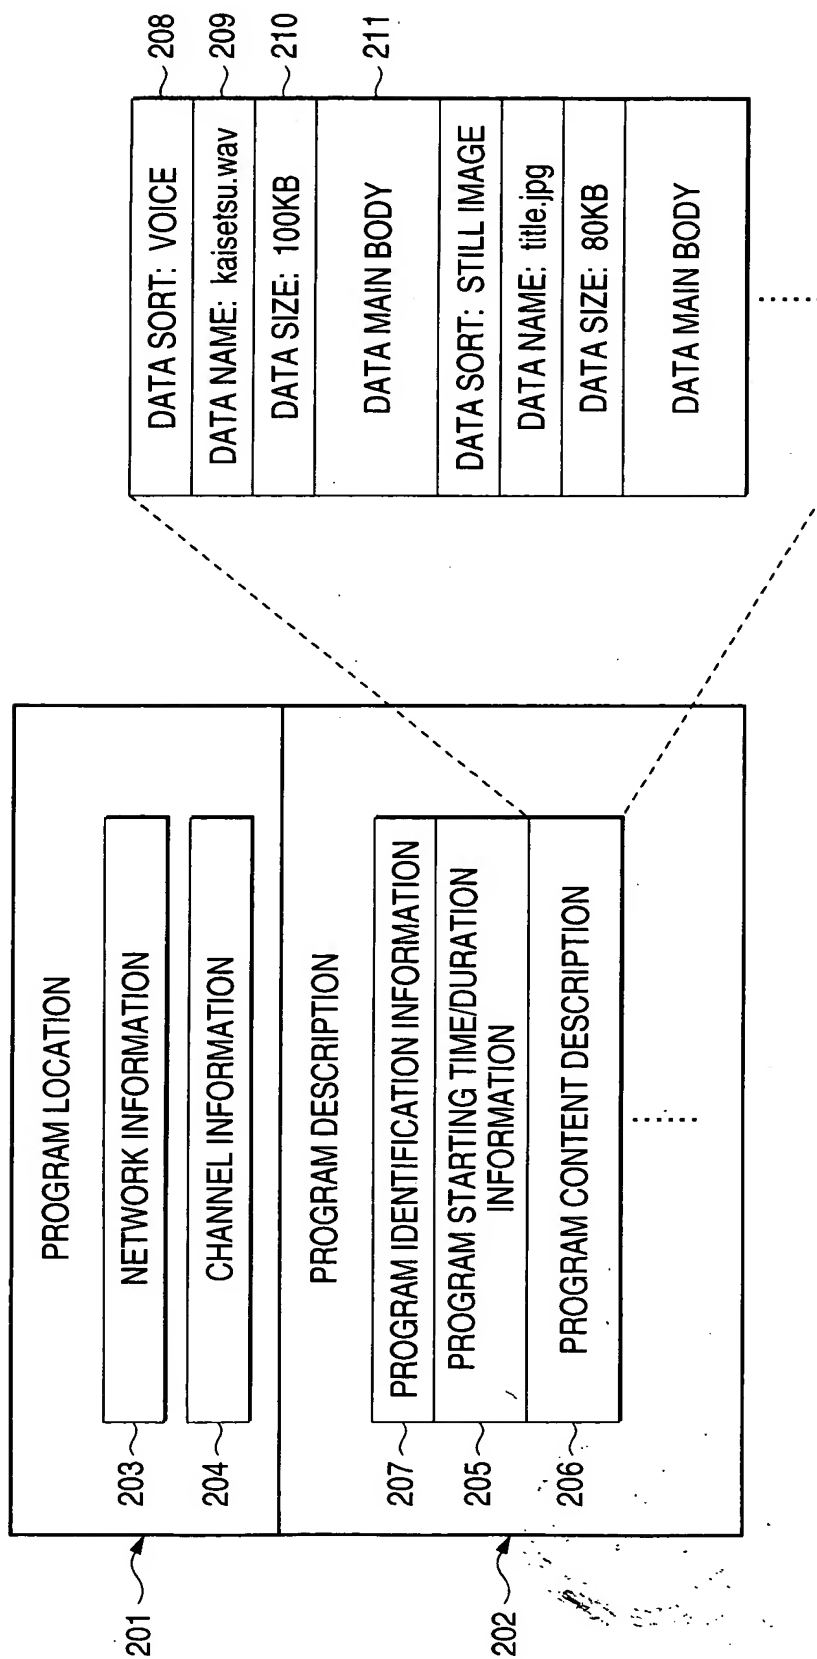 201
PROGRAM LOCATION
203
NETWORK INFORMATION
204
CHANNEL INFORMATION
202
PROGRAM DESCRIPTION
207
PROGRAM IDENTIFICATION INFORMATION
205
PROGRAM STARTING TIME/DURATION
INFORMATION
206
PROGRAM CONTENT DESCRIPTION
DATA SORT: VOICE
208
DATA NAME: kaisetsu.wav
209
DATA SIZE: 100KB
210
DATA MAIN BODY
211
DATA SORT: STILL IMAGE
DATA NAME: title.jpg
DATA SIZE: 80KB
DATA MAIN BODY